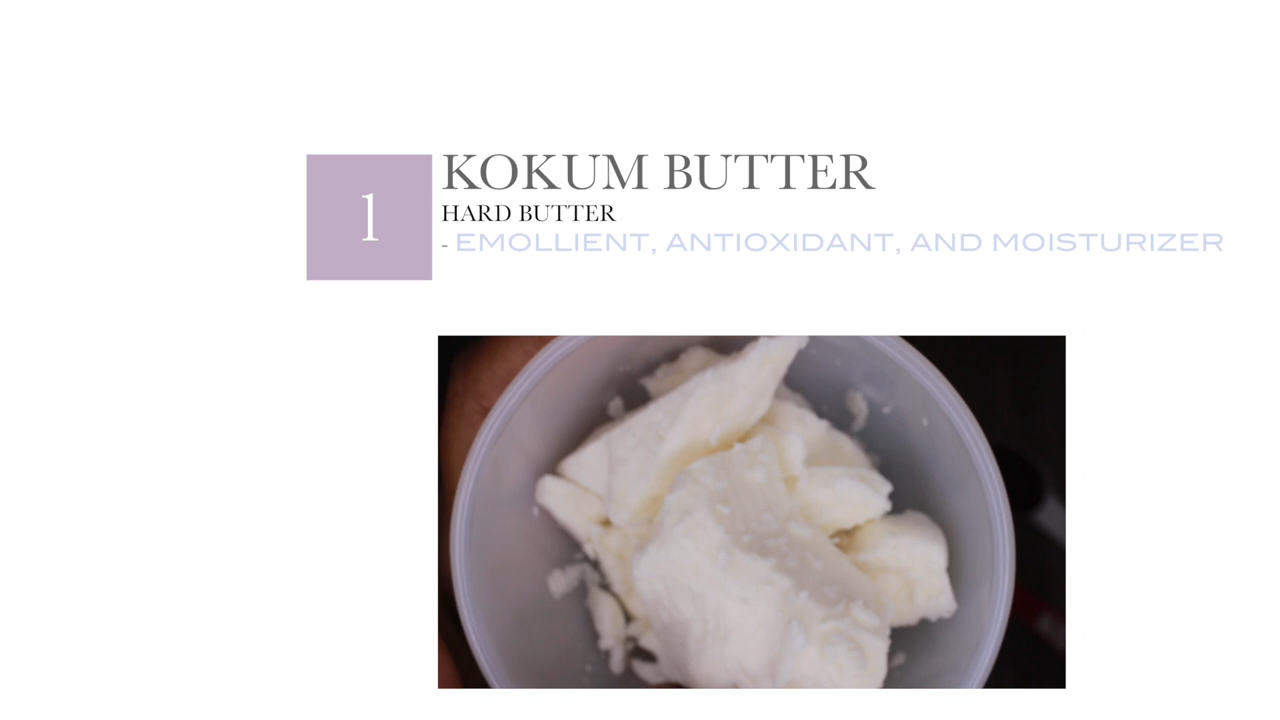 1
KOKUM BUTTER
HARD BUTTER
- EMOLLIENT, ANTIOXIDANT, AND MOISTURIZER